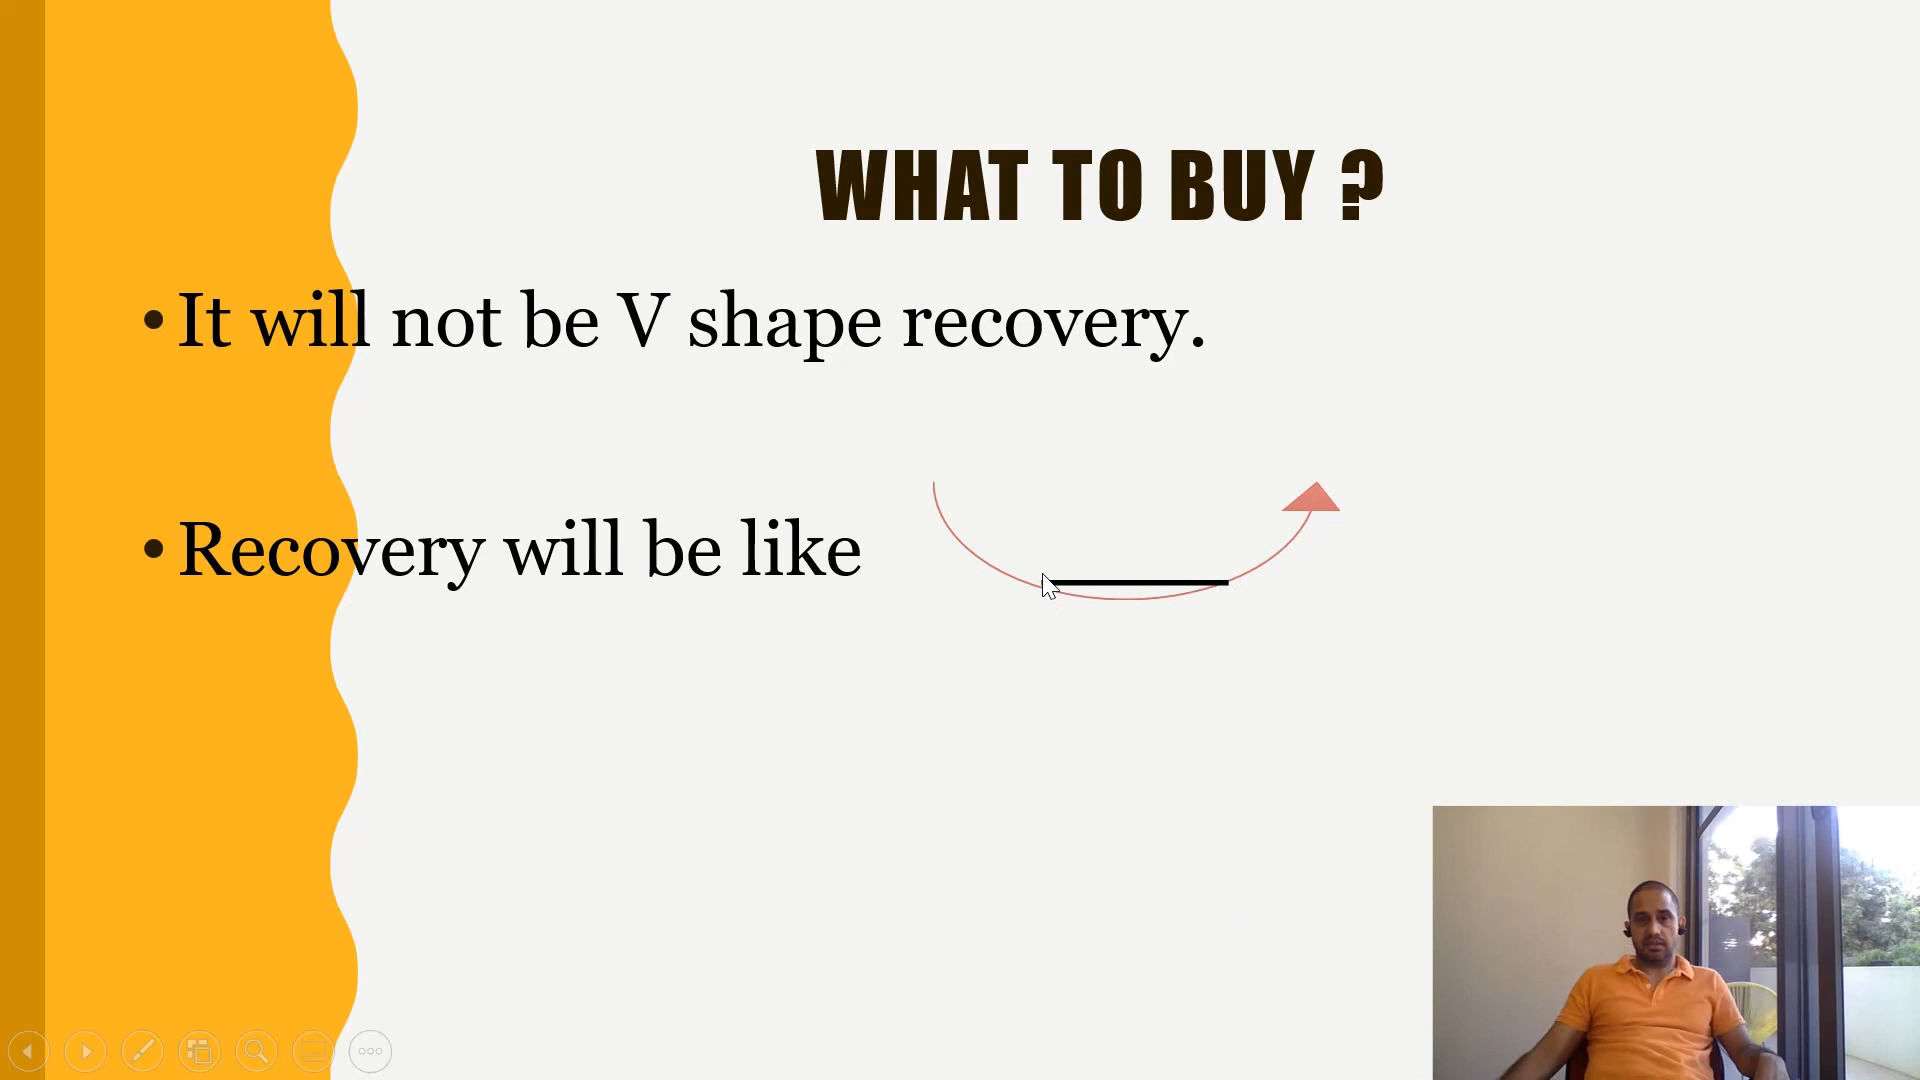 WHAT TO BUY ?
• It will not be V shape recovery.
• Recovery will be like